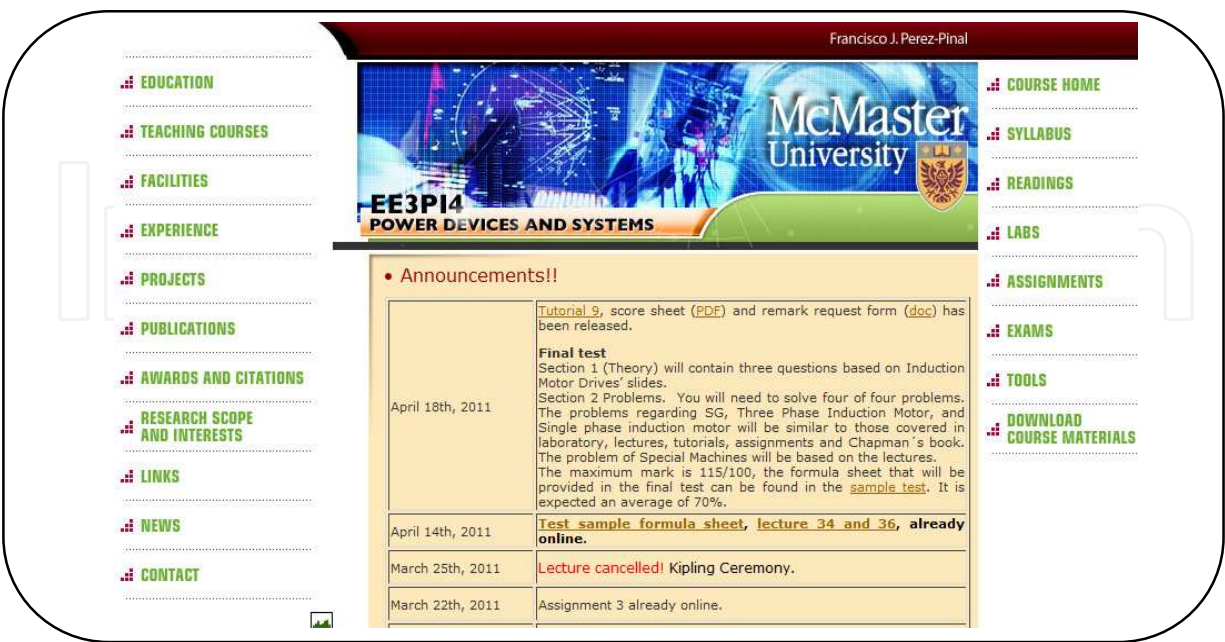 Francisco J. Perez-Pinal
EDUCATION
TEACHING COURSES
FACILITIES
EXPERIENCE
PROJECTS
PUBLICATIONS
AWARDS AND CITATIONS
RESEARCH SCOPE
AND INTERESTS
LINKS
NEWS
CONTACT
McMaster
University
EE3PI4
POWER DEVICES AND SYSTEMS
• Announcements!!
April 18th, 2011
Tutorial 9, score sheet (PDF) and remark request form (doc) has
been released.
Final test
Section 1 (Theory) will contain three questions based on Induction
Motor Drives' slides.
Section 2 Problems. You will need to solve four of four problems.
The problems regarding SG, Three Phase Induction Motor, and
Single phase induction motor will be similar to those covered in
laboratory, lectures, tutorials, assignments and Chapman´s book.
The problem of Special Machines will be based on the lectures.
The maximum mark is 115/100, the formula sheet that will be
provided in the final test can be found in the sample test. It is
expected an average of 70%.
April 14th, 2011
Test sample formula sheet, lecture 34 and 36, already
online.
March 25th, 2011
Lecture cancelled! Kipling Ceremony.
March 22th, 2011
Assignment 3 already online.
COURSE HOME
SYLLABUS
READINGS
LABS
ASSIGNMENTS
EXAMS
TOOLS
DOWNLOAD
COURSE MATERIALS